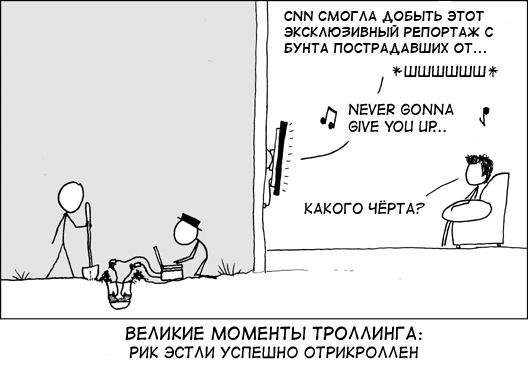 CNN СМОГЛА ДОБЫТЬ ЭТОТ
ЭКСКЛЮЗИВНЫЙ РЕПОРТАЖ С
БУНТА ПОСТРАДАВШИХ ОТ...
*ШШШШШШ*
NEVER GONNA
GIVE YOU UP...
КАКОГО ЧЁРТА?
ВЕЛИКИЕ МОМЕНТЫ ТРОЛЛИНГА:
РИК ЭСТЛИ УСПЕШНО ОТРИКРОЛЛЕН